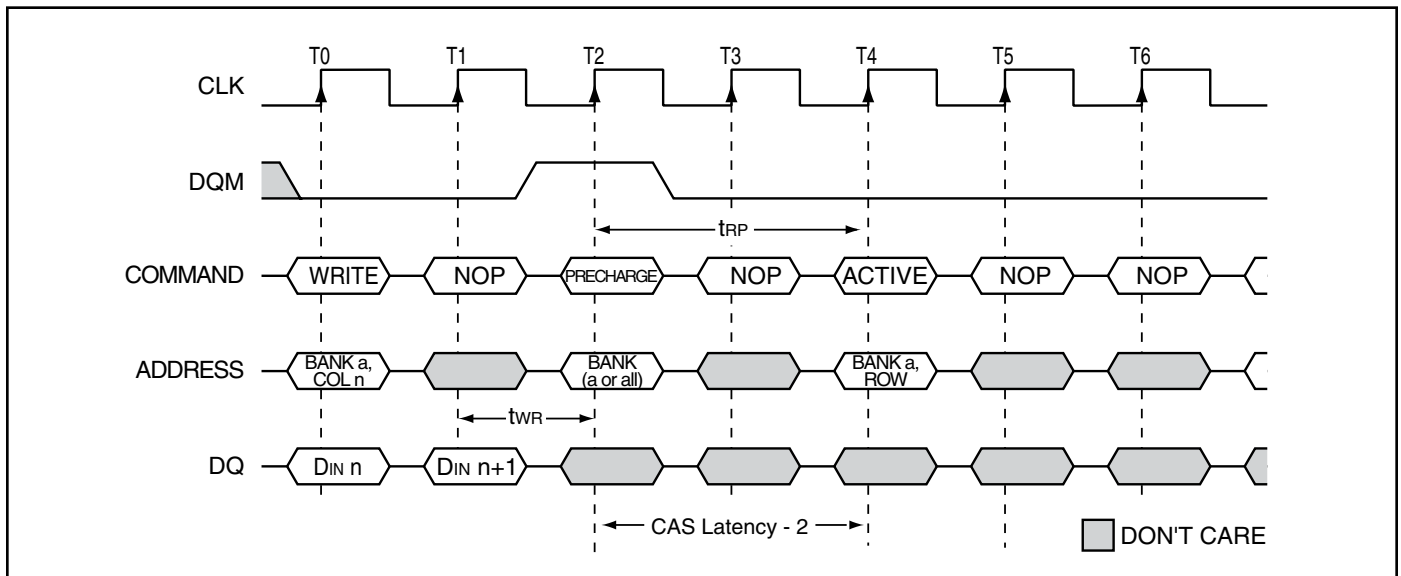 T0 T1 T2 T3 T4 T5 T6
CLK
DQM
tRP
COMMAND WRITE NOP PRECHARGE NOP ACTIVE NOP NOP
ADDRESS BANK a, COL n BANK (a or all) BANK a, ROW
tWR
DQ DIN n DIN n+1
CAS Latency - 2
DON'T CARE